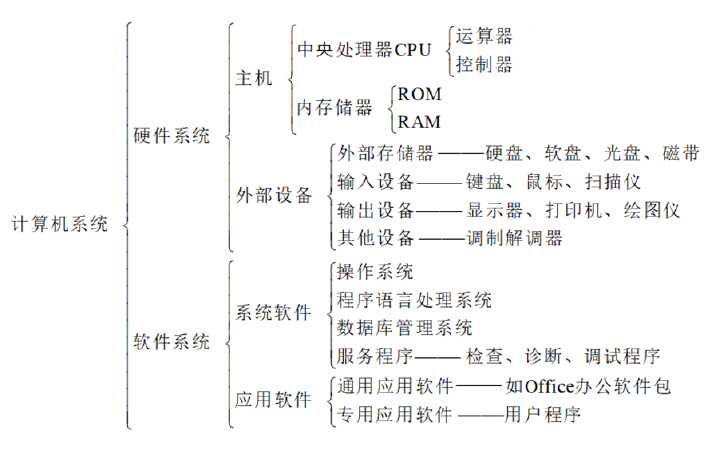 运算器
中央处理器CPU
控制器
主机
ROM
内存储器
RAM
硬件系统
外部存储器——硬盘、软盘、光盘、磁带
输入设备——键盘、鼠标、扫描仪
外部设备
输出设备——显示器、打印机、绘图仪
计算机系统
其他设备——调制解调器
操作系统
程序语言处理系统
系统软件
数据库管理系统
软件系统
服务程序——检查、诊断、调试程序
通用应用软件——如Office办公软件包
应用软件
专用应用软件——用户程序